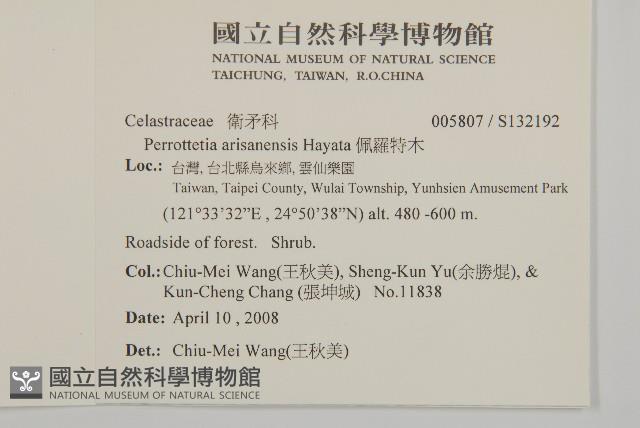 國立自然科學博物館
NATIONAL MUSEUM OF NATURAL SCIENCE
TAICHUNG, TAIWAN, R.O.CHINA
Celastraceae 衛矛科 005807 / S132192
Perrottetia arisanensis Hayata 佩羅特木
Loc.: 台灣, 台北縣烏來鄉, 雲仙樂園
Taiwan, Taipei County, Wulai Township, Yunhsien Amusement Park
(121°33'32”E , 24°50'38”N) alt. 480 -600 m.
Roadside of forest. Shrub.
Col.: Chiu-Mei Wang(王秋美), Sheng-Kun Yu(余勝焜), &
Kun-Cheng Chang (張坤城) No.11838
Date: April 10 , 2008
Det.: Chiu-Mei Wang(王秋美)
國立自然科學博物館
NATIONAL MUSEUM OF NATURAL SCIENCE